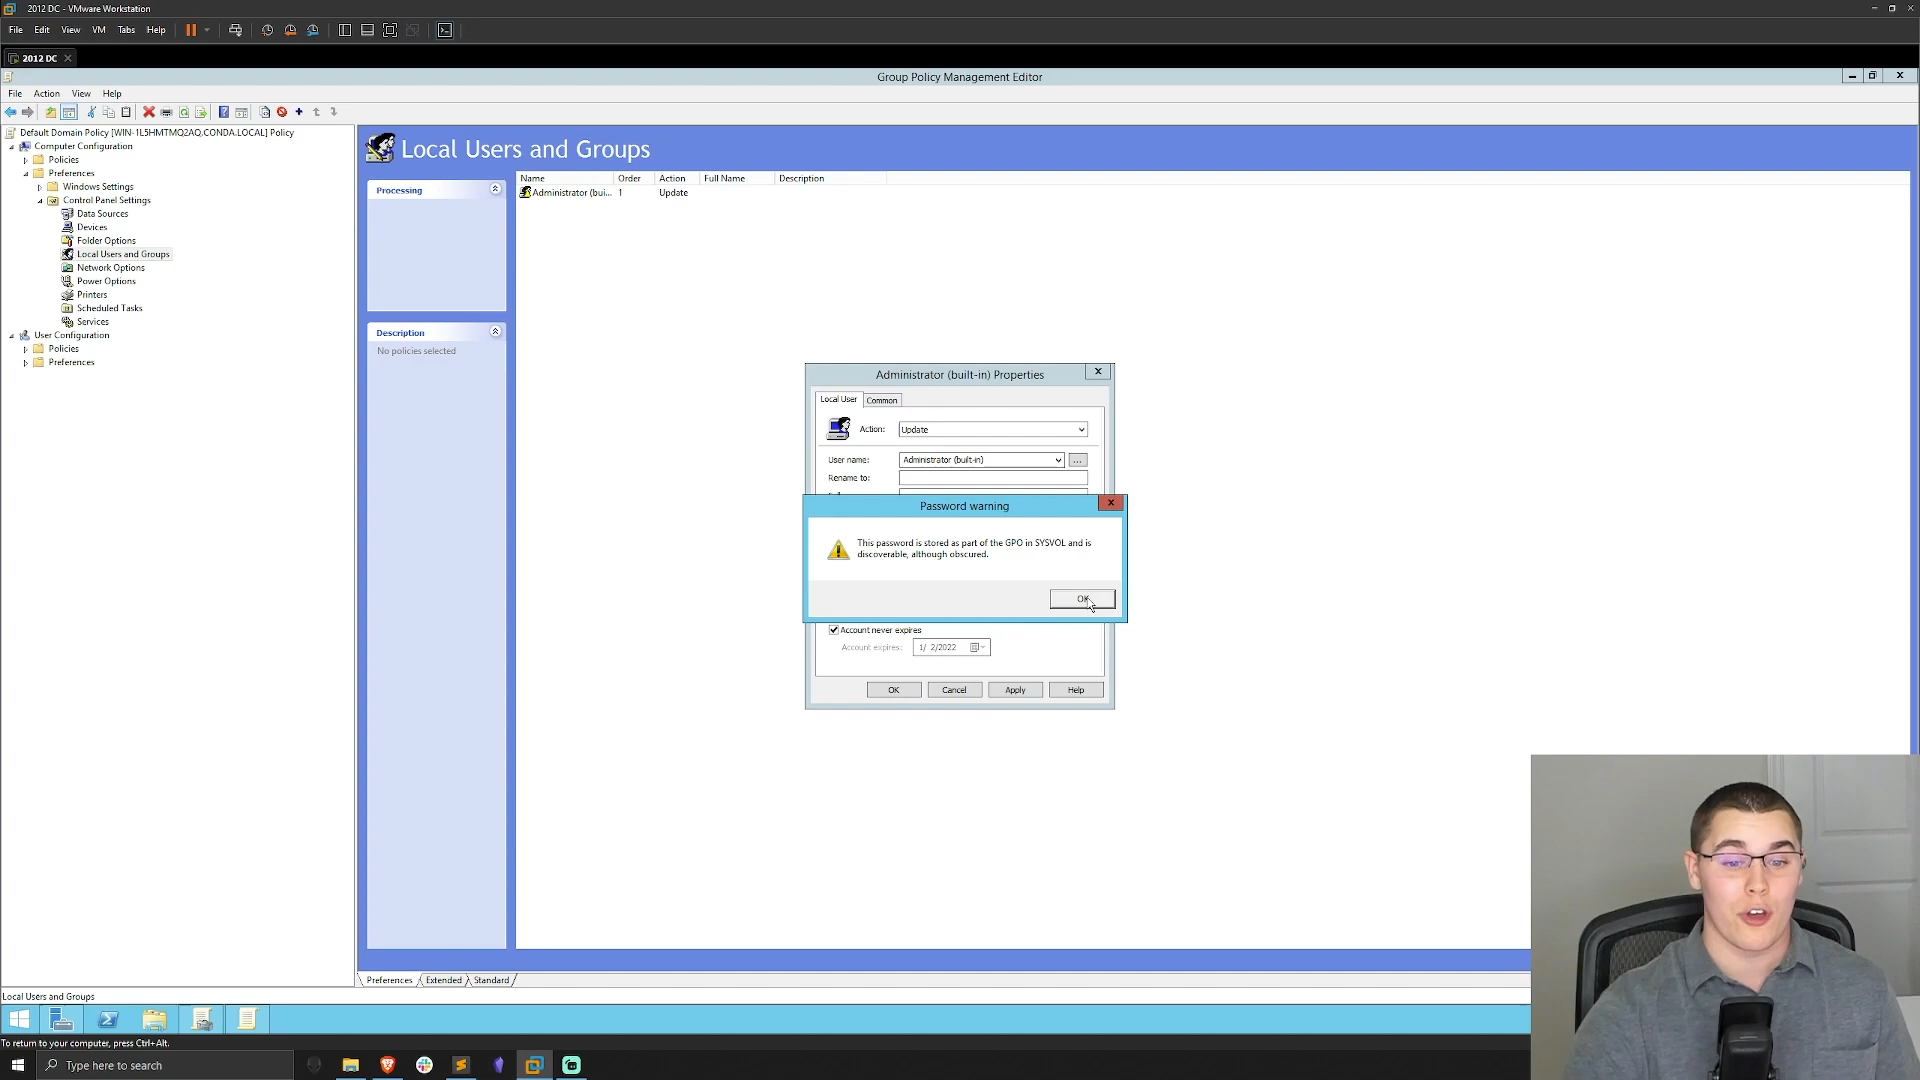 2012 DC - VMware Workstation
File Edit View VM Tabs Help
2012 DC
Group Policy Management Editor
File Action View Help
Default Domain Policy [WIN-1L5HMTMQ2AQ.CONDA.LOCAL] Policy
Computer Configuration
Policies
Preferences
Windows Settings
Control Panel Settings
Data Sources
Devices
Folder Options
Local Users and Groups
Network Options
Power Options
Printers
Scheduled Tasks
Services
User Configuration
Policies
Preferences
Local Users and Groups
Processing
Description
No policies selected
Name Order Action Full Name Description
Administrator (bui... 1 Update
Administrator (built-in) Properties
Local User Common
Action: Update
User name: Administrator (built-in) ...
Rename to:
Password warning
This password is stored as part of the GPO in SYSVOL and is
discoverable, although obscured.
OK
Account never expires
Account expires: 1/ 2/2022
OK Cancel Apply Help
Preferences Extended Standard
Local Users and Groups
To return to your computer, press Ctrl+Alt.
Type here to search